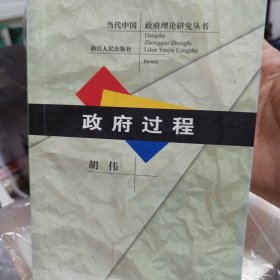 当代中国 政府理论研究丛书
浙江人民出版社
Dangdai
Zhongguo Zhengfu
Lilun Yanjiu Congshu
huwei
政府过程
胡伟